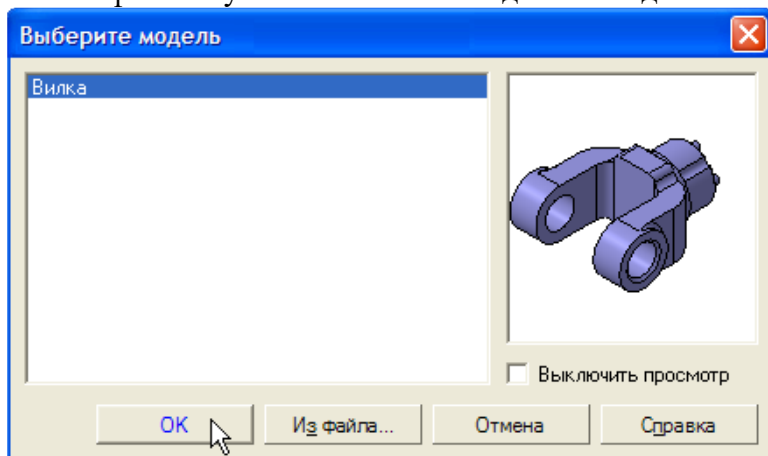 Выберите модель
Вилка
Выключить просмотр
OK
Из файла...
Отмена
Справка